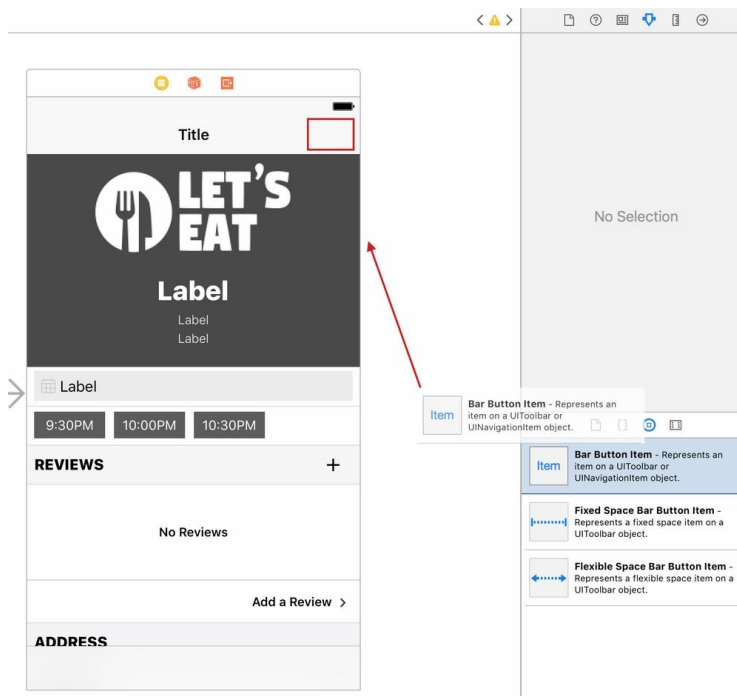 Title
LET'S
EAT
Label
Label
Label
Label
9:30PM 10:00PM 10:30PM
REVIEWS +
No Reviews
Add a Review >
ADDRESS
Item
Bar Button Item - Represents an
item on a UIToolbar or
UINavigationItem object.
No Selection
Item
Bar Button Item - Represents an
item on a UIToolbar or
UINavigationItem object.
Fixed Space Bar Button Item -
Represents a fixed space item on a
UIToolbar object.
Flexible Space Bar Button Item -
Represents a flexible space item on a
UIToolbar object.